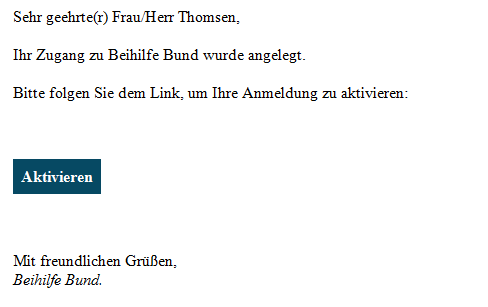 Sehr geehrte(r) Frau/Herr Thomsen,
Ihr Zugang zu Beihilfe Bund wurde angelegt.
Bitte folgen Sie dem Link, um Ihre Anmeldung zu aktivieren:
Aktivieren
Mit freundlichen Grüßen,
Beihilfe Bund.